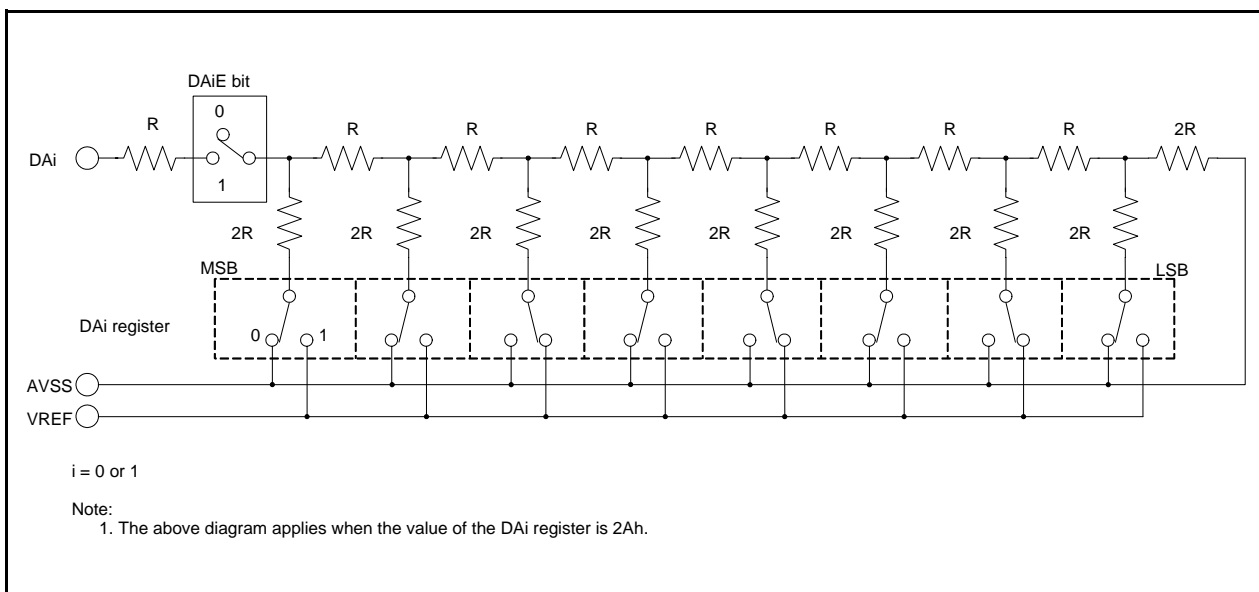 DAiE bit
0
1
DAi
R
R
R
R
R
R
R
R
2R
2R
2R
2R
2R
2R
2R
2R
2R
MSB
LSB
DAi register
0
1
AVSS
VREF
i = 0 or 1
Note:
1. The above diagram applies when the value of the DAi register is 2Ah.